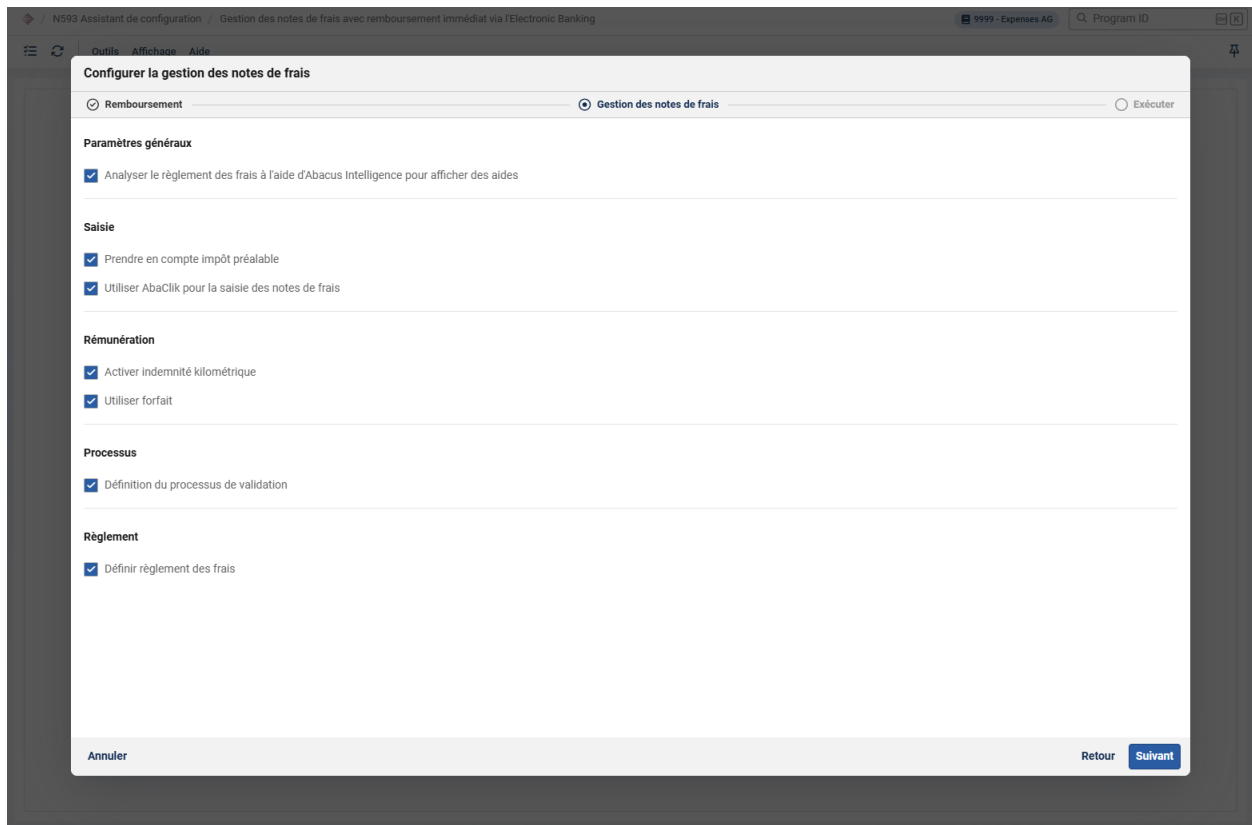 / N593 Assistant de configuration / Gestion des notes de frais avec remboursement immédiat via l'Electronic Banking
9999 - Expenses AG
Program ID
K
Outils Affichage Aide
Configurer la gestion des notes de frais
Remboursement
Gestion des notes de frais
Exécuter
Paramètres généraux
Analyser le règlement des frais à l'aide d'Abacus Intelligence pour afficher des aides
Saisie
Prendre en compte impôt préalable
Utiliser AbaClik pour la saisie des notes de frais
Rémunération
Activer indemnité kilométrique
Utiliser forfait
Processus
Définition du processus de validation
Règlement
Définir règlement des frais
Annuler
Retour
Suivant